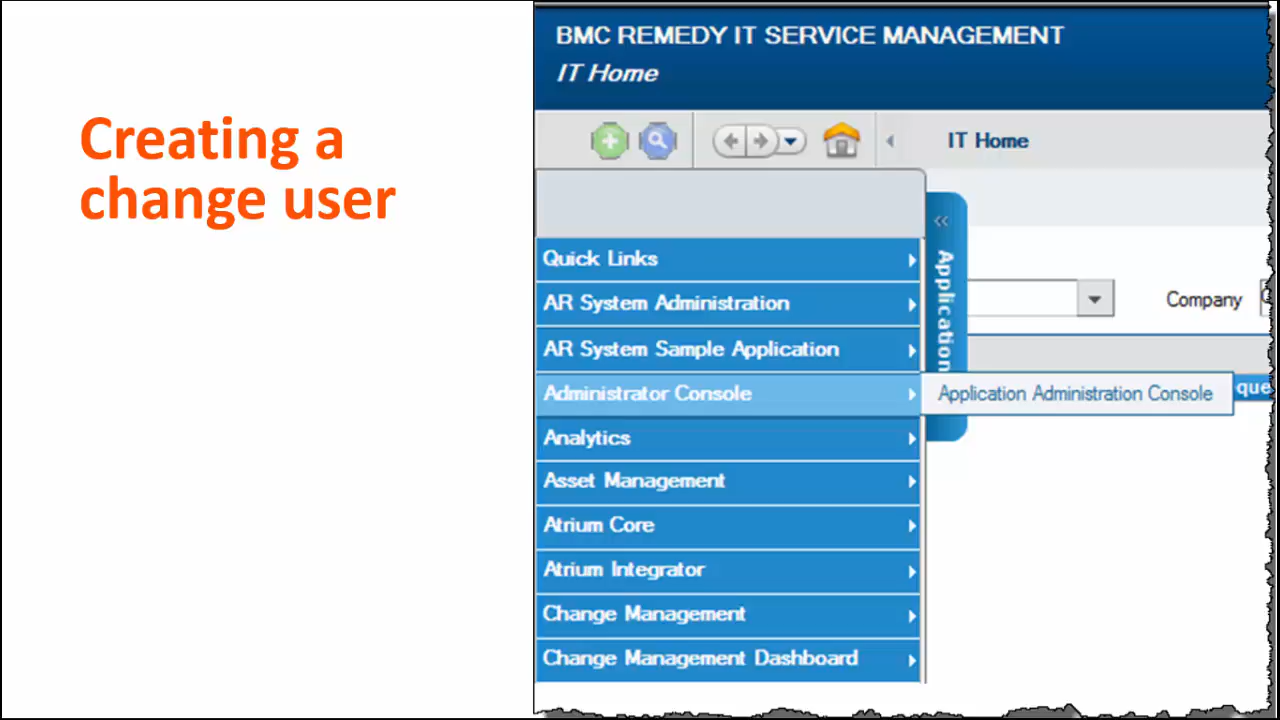 Creating a
change user
BMC REMEDY IT SERVICE MANAGEMENT
IT Home
IT Home
Quick Links
AR System Administration
AR System Sample Application
Administrator Console
Analytics
Asset Management
Atrium Core
Atrium Integrator
Change Management
Change Management Dashboard
Application
Company
Application Administration Console
que